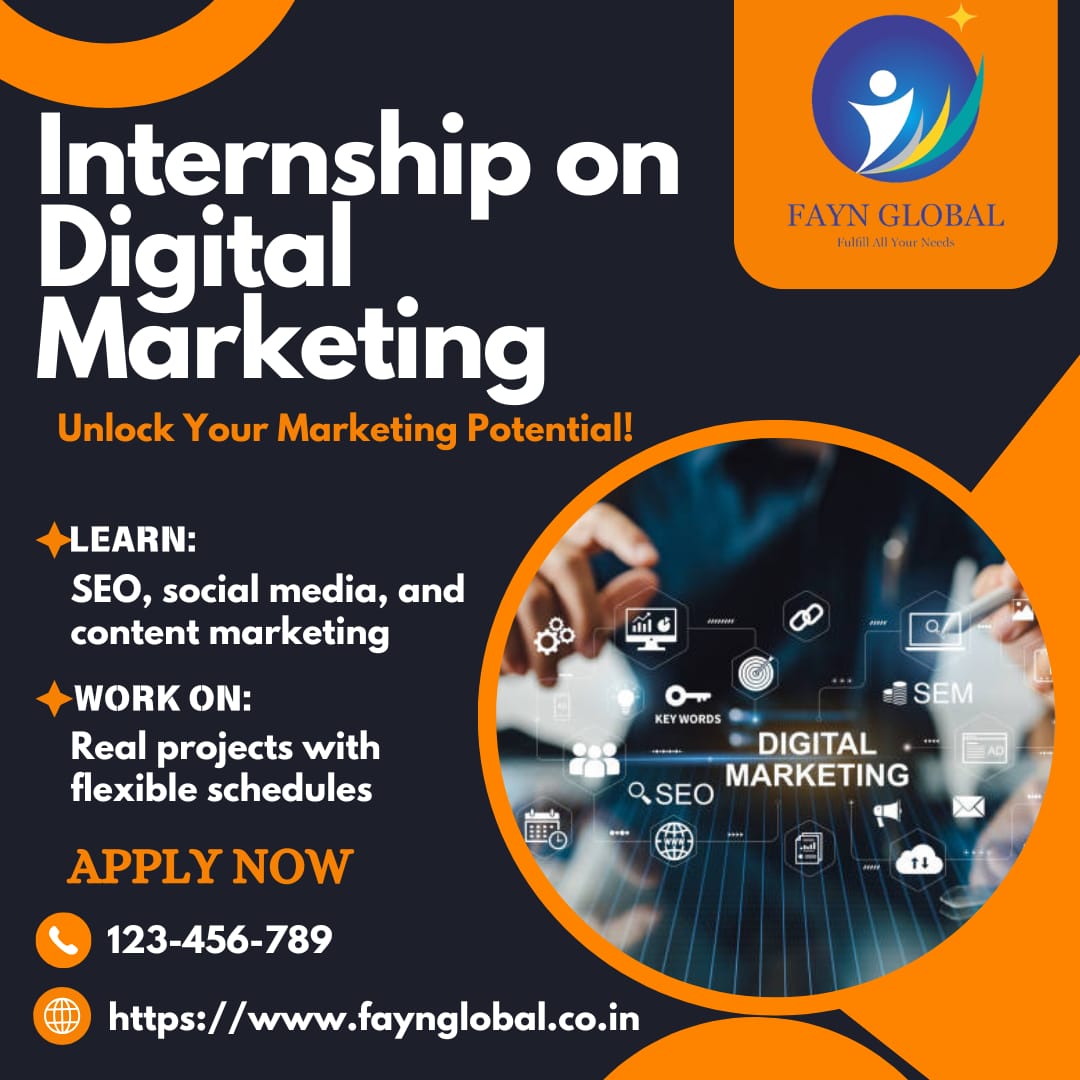 Internship on
Digital
Marketing
FAYN GLOBAL
Fulfill All Your Needs
Unlock Your Marketing Potential!
LEARN:
SEO, social media, and
content marketing
WORK ON:
Real projects with
flexible schedules
APPLY NOW
123-456-789
https://www.faynglobal.co.in
KEY WORDS
SEM
DIGITAL
MARKETING
AD
SEO
WWW